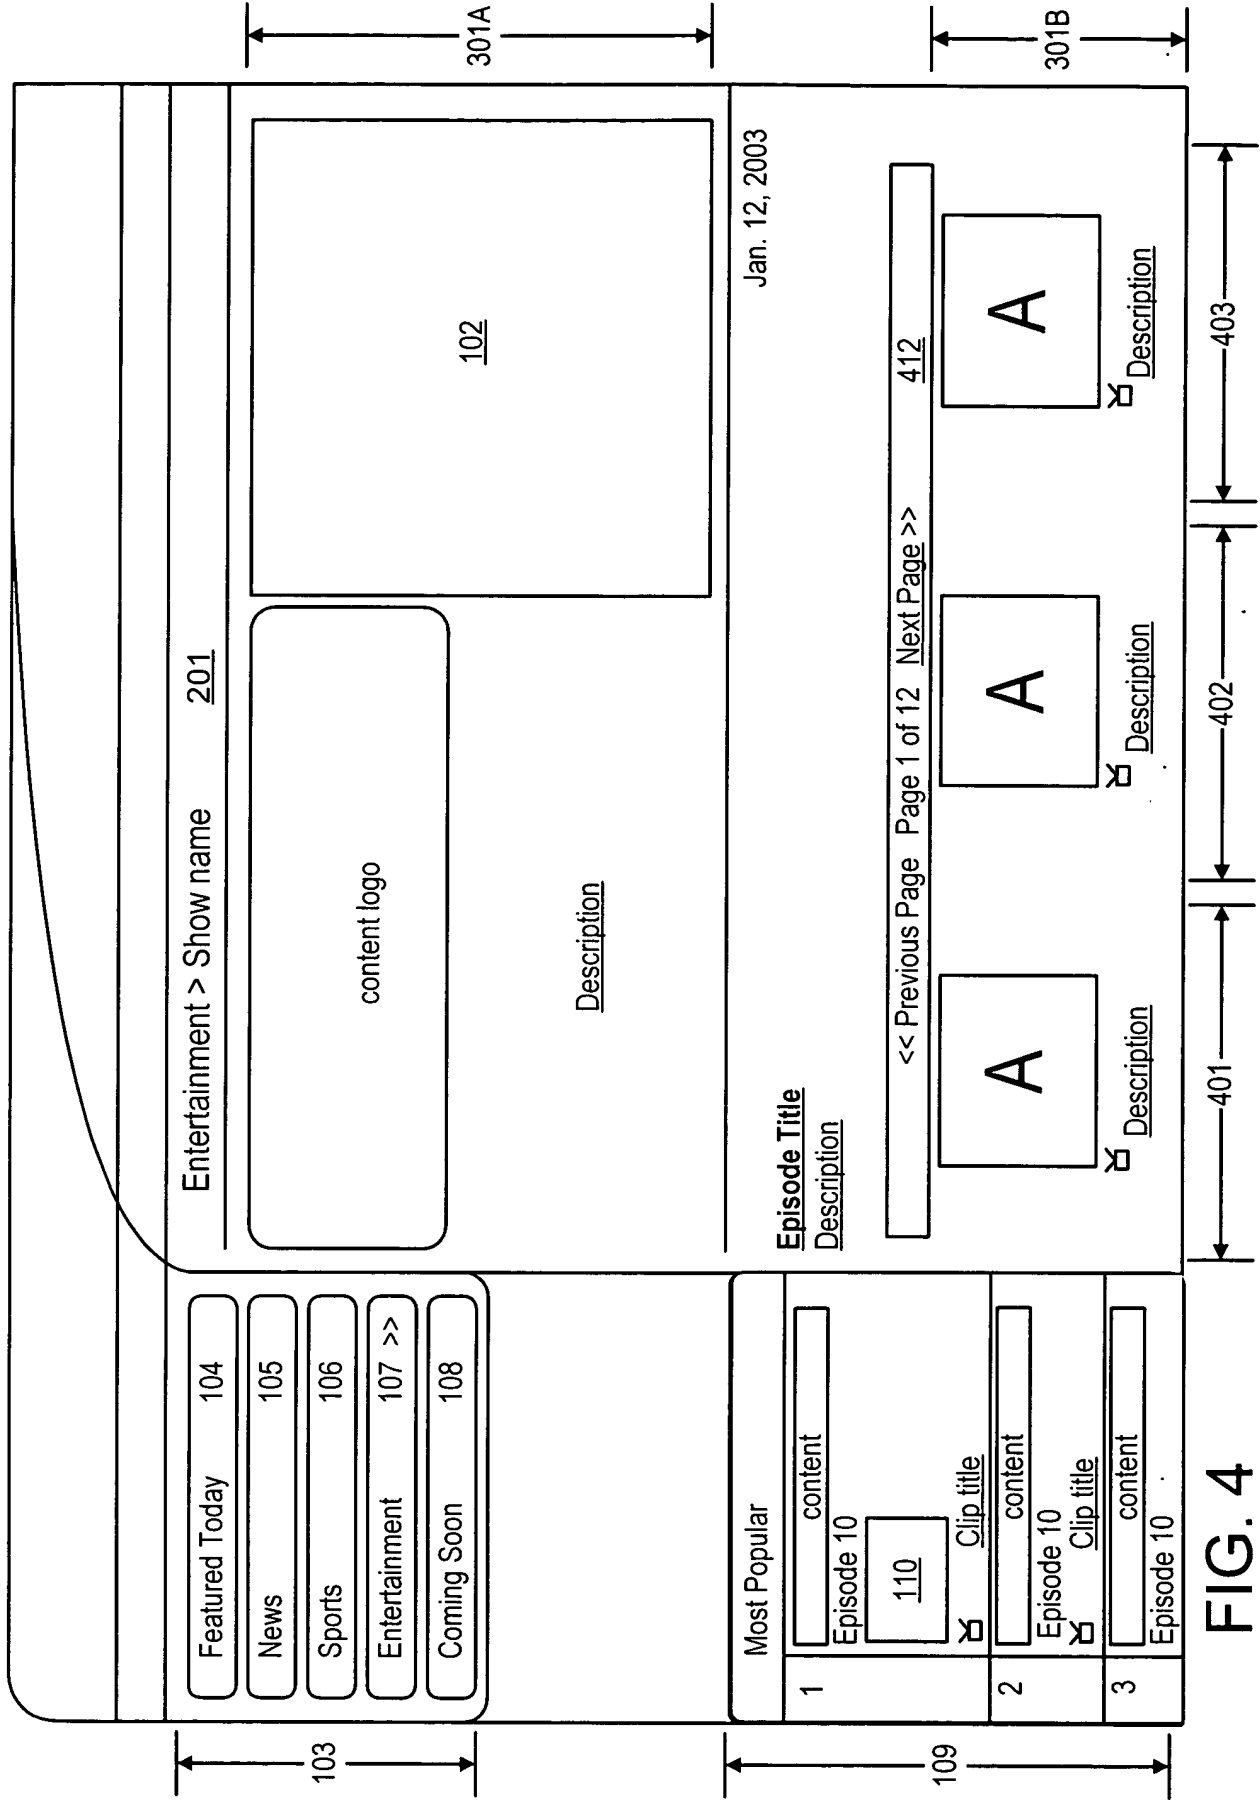 Entertainment > Show name 201
Featured Today 104
News 105
Sports 106
Entertainment 107 >>
Coming Soon 108
103
content logo
Description
102
301A
Jan. 12, 2003
Episode Title
Description
<< Previous Page Page 1 of 12 Next Page >> 412
A
A
A
Description
Description
Description
301B
401
402
403
Most Popular
1
content
Episode 10
110
Clip title
2
content
Episode 10
Clip title
3
content
Episode 10
109
FIG. 4